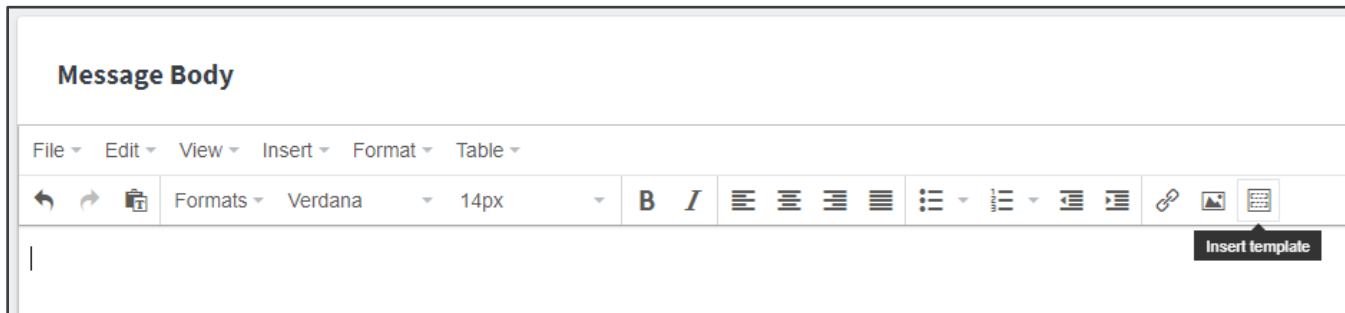 Message Body
File Edit View Insert Format Table
Formats Verdana 14px B I
Insert template